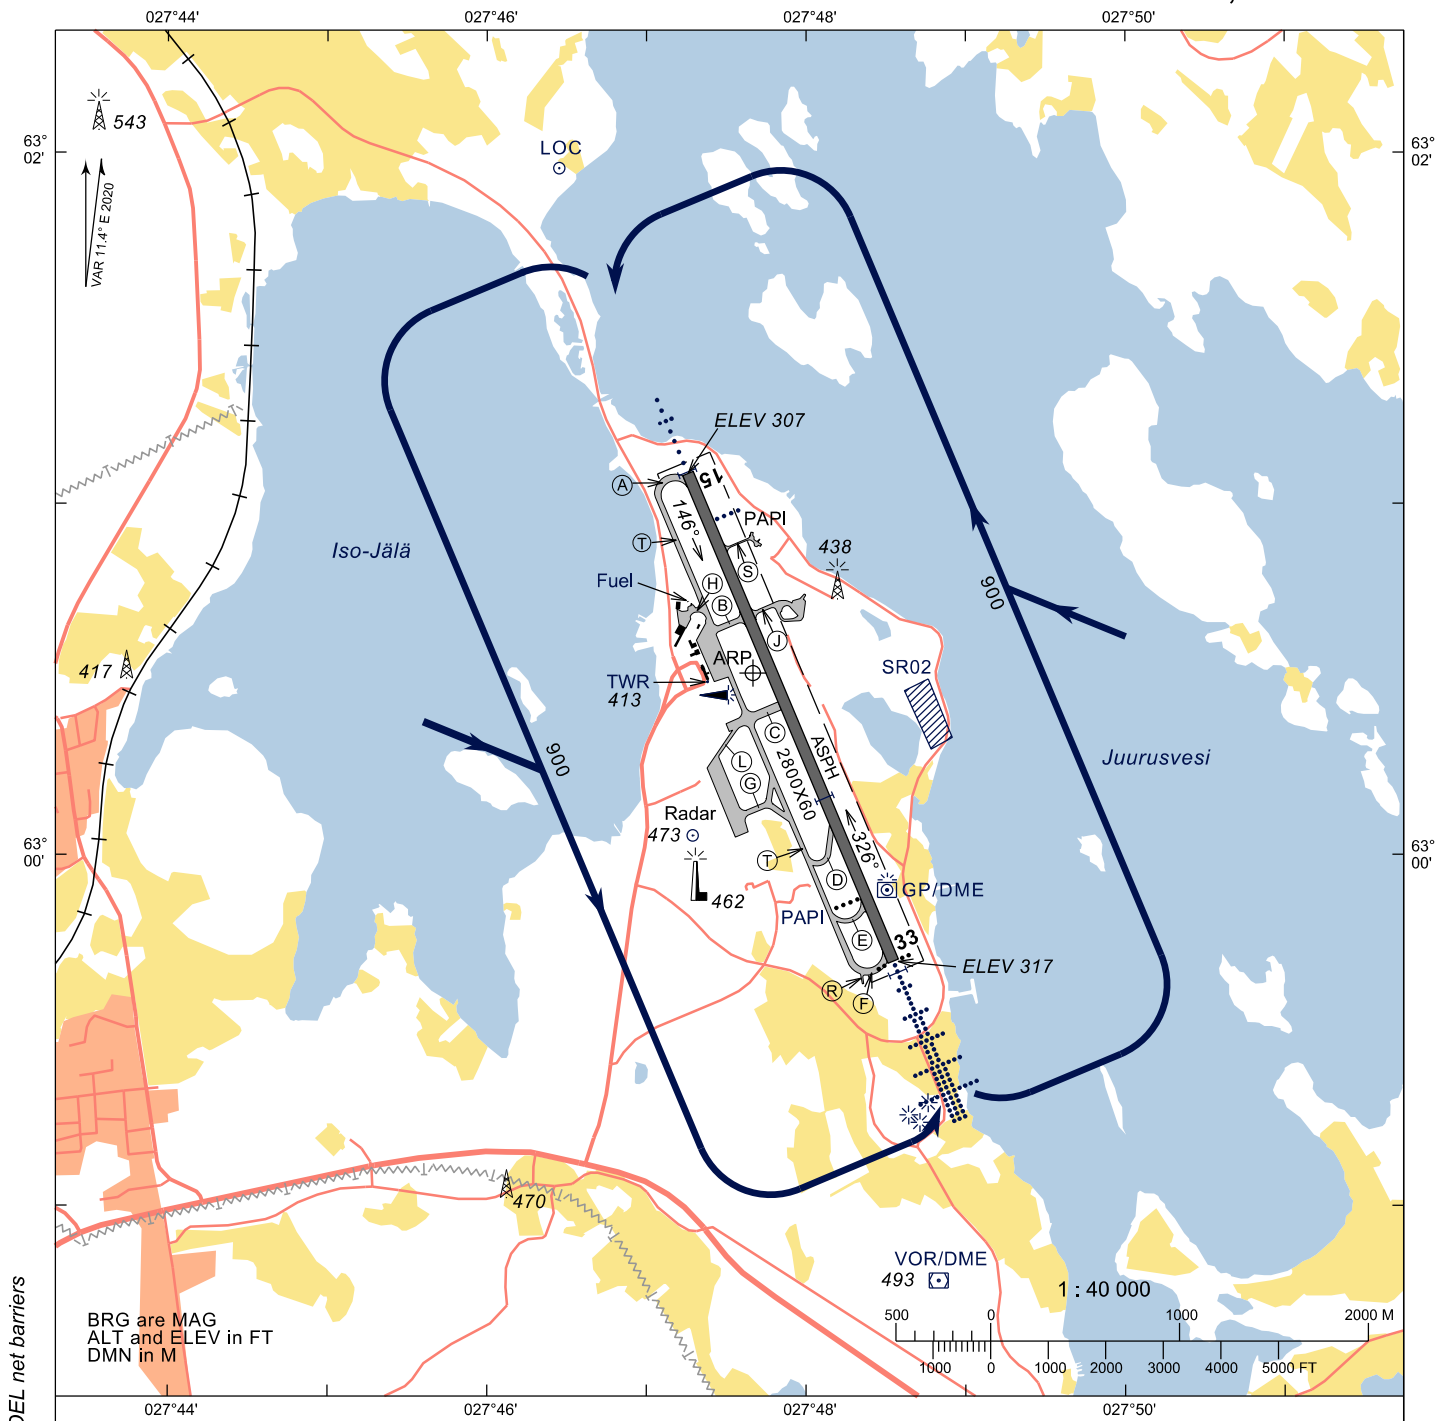 027°44'
027°46'
027°48'
027°50'
543
63°
02'
63°
02'
LOC
VAR 11.4° E 2020
ELEV 307
A
15
146°
PAPI
T
438
S
Iso-Jälä
H
Fuel
B
900
J
ARP
SR02
417
TWR
413
C
ASPH
900
Juurusvesi
L
2800X60
G
Radar
473
63°
00'
63°
00'
326°
T
D
GP/DME
462
PAPI
E
33
ELEV 317
R
F
470
VOR/DME
493
1 : 40 000
500
0
1000
2000 M
1000
0
1000
2000
3000
4000
5000 FT
BRG are MAG
ALT and ELEV in FT
DMN in M
DEL net barriers
027°44'
027°46'
027°48'
027°50'